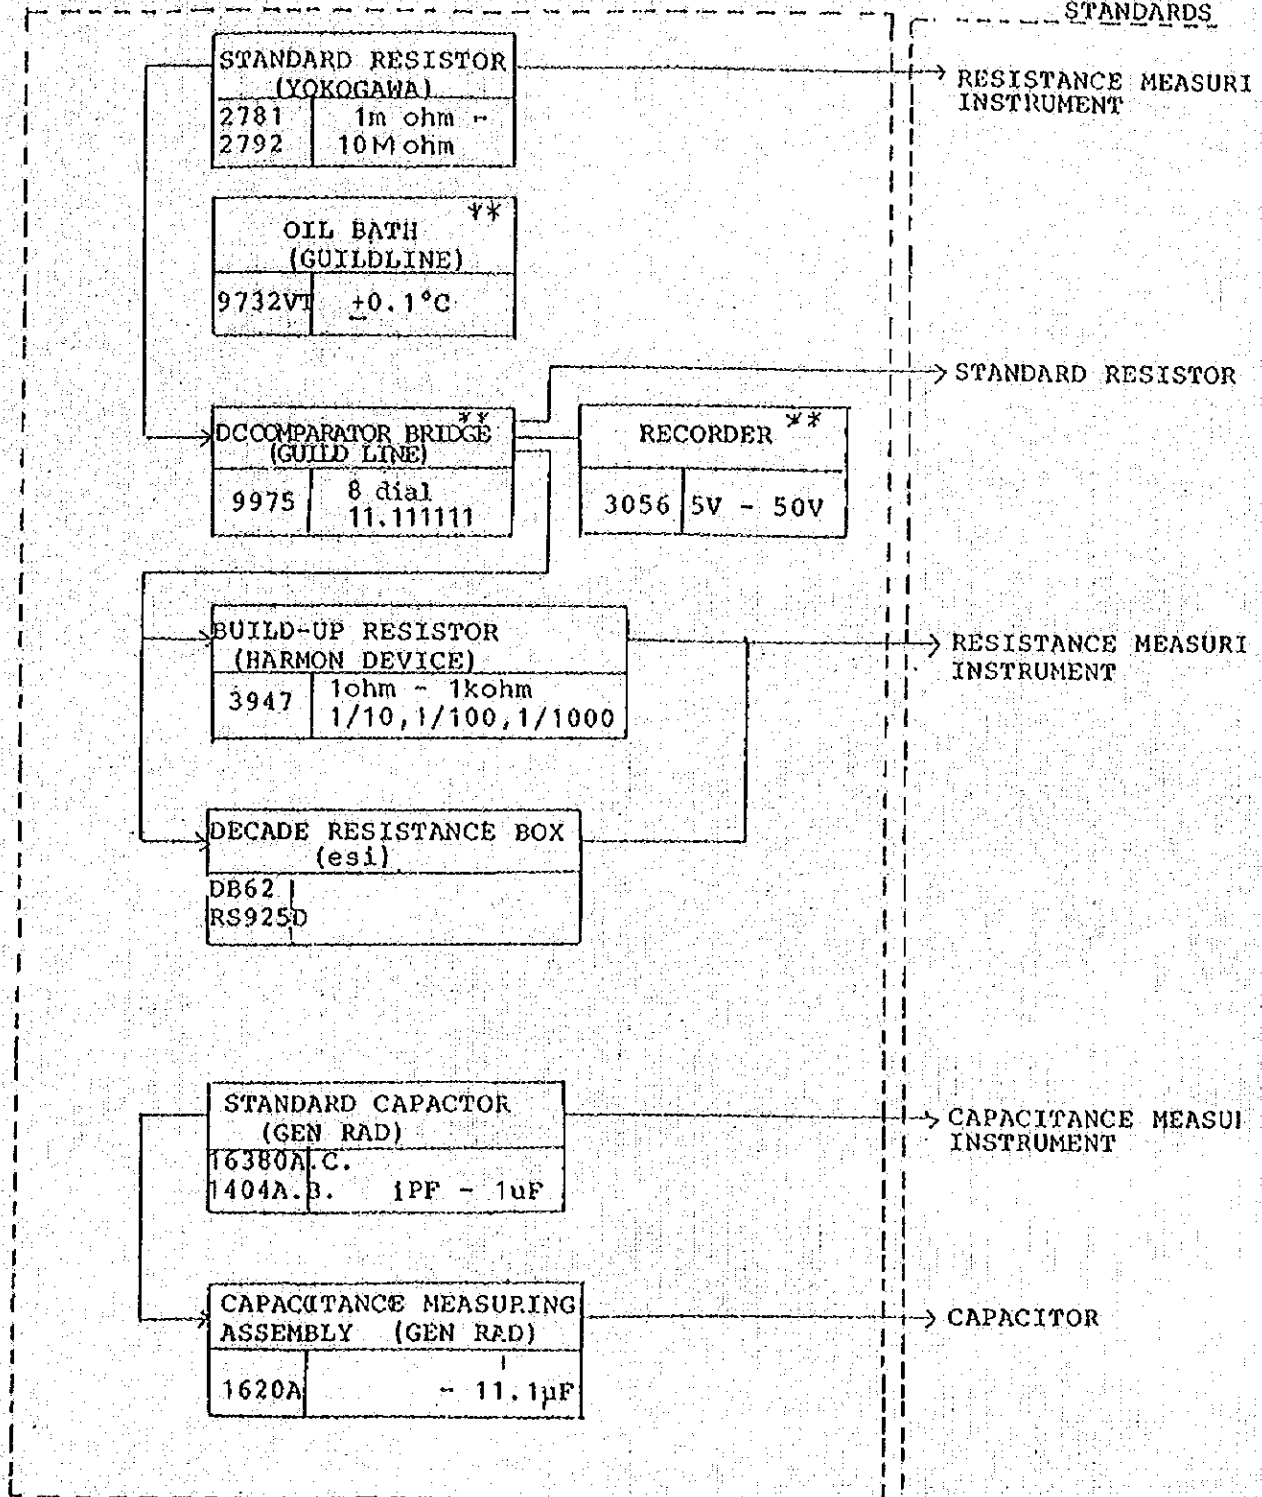 STANDARDS
STANDARD RESISTOR
(YOKOGAWA)
2781 1m ohm -
2792 10M ohm
RESISTANCE MEASURI
INSTRUMENT
**
OIL BATH
(GUILDLINE)
9732VT ±0.1°C
STANDARD RESISTOR
**
DC COMPARATOR BRIDGE
(GUILD LINE)
9975 8 dial
11.111111
**
RECORDER
3056 5V - 50V
BUILD-UP RESISTOR
(HARMON DEVICE)
3947 1ohm - 1kohm
1/10,1/100,1/1000
RESISTANCE MEASURI
INSTRUMENT
DECADE RESISTANCE BOX
(esi)
DB62
RS925D
STANDARD CAPACTOR
(GEN RAD)
16380A.C.
1404A.B. 1PF - 1uF
CAPACITANCE MEASUI
INSTRUMENT
CAPACITANCE MEASURING
ASSEMBLY (GEN RAD)
1620A - 11.1µF
CAPACITOR